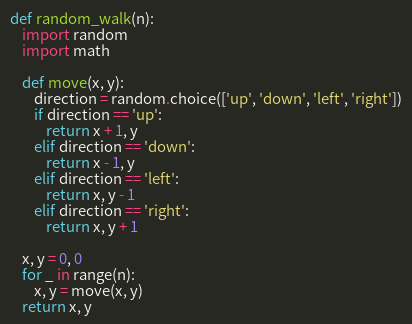 def random_walk(n):
    import random
    import math

    def move(x, y):
        direction = random.choice(['up', 'down', 'left', 'right'])
        if direction == 'up':
            return x + 1, y
        elif direction == 'down':
            return x - 1, y
        elif direction == 'left':
            return x, y - 1
        elif direction == 'right':
            return x, y + 1

    x, y = 0, 0
    for _ in range(n):
        x, y = move(x, y)
    return x, y